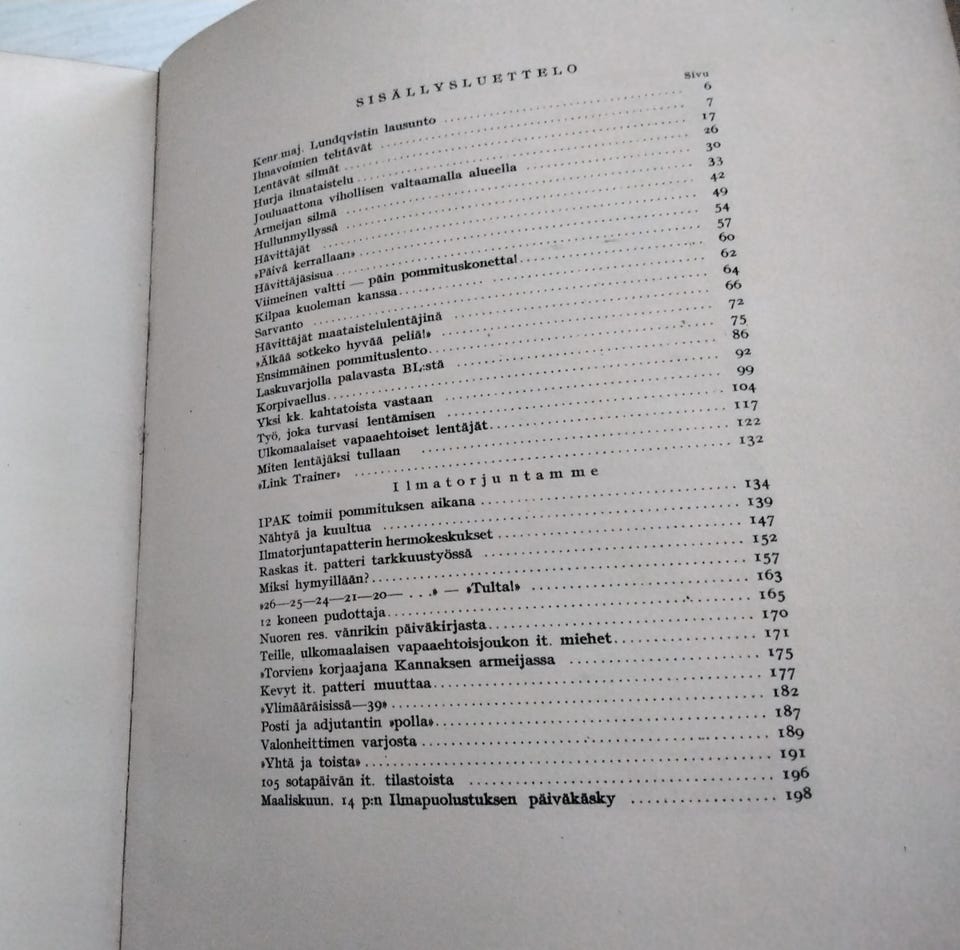 SISÄLLYSLUETTELO
Sivu
Kenr.maj. Lundqvistin lausunto .......... 6
Ilmavoimien tehtävät .......... 7
Lentävät silmät .......... 17
Hurja ilmataistelu .......... 26
Jouluaattona vihollisen valtaamalla alueella .......... 30
Armeijan silmä .......... 33
Hullunmyllyssä .......... 42
Hävittäjät .......... 49
»Päivä kerrallaan» .......... 54
Hävittäjäsisua .......... 57
Viimeinen valtti — päin pommituskonetta! .......... 60
Kilpaa kuoleman kanssa .......... 62
Sarvanto .......... 64
Hävittäjät maataistelulentäjinä .......... 66
»Älkää sotkeko hyvää peliä!» .......... 72
Ensimmäinen pommituslento .......... 75
Laskuvarjolla palavasta BL:stä .......... 86
Korpivaellus .......... 92
Yksi kk. kahtatoista vastaan .......... 99
Työ, joka turvasi lentämisen .......... 104
Ulkomaalaiset vapaaehtoiset lentäjät .......... 117
Miten lentäjäksi tullaan .......... 122
»Link Trainer» .......... 132
Ilmatorjuntamme
IPAK toimii pommituksen aikana .......... 134
Nähtyä ja kuultua .......... 139
Ilmatorjuntapatterin hermokeskukset .......... 147
Raskas it. patteri tarkkuustyössä .......... 152
Miksi hymyillään? .......... 157
»26—25—24—21—20— . . .» — »Tulta!» .......... 163
12 koneen pudottaja .......... 165
Nuoren res. vänrikin päiväkirjasta .......... 170
Teille, ulkomaalaisen vapaaehtoisjoukon it. miehet .......... 171
»Torvien» korjaajana Kannaksen armeijassa .......... 175
Kevyt it. patteri muuttaa .......... 177
»Ylimääräisissä—39» .......... 182
Posti ja adjutantin »polla» .......... 187
Valonheittimen varjosta .......... 189
»Yhtä ja toista» .......... 191
105 sotapäivän it. tilastoista .......... 196
Maaliskuun. 14 p:n Ilmapuolustuksen päiväkäsky .......... 198